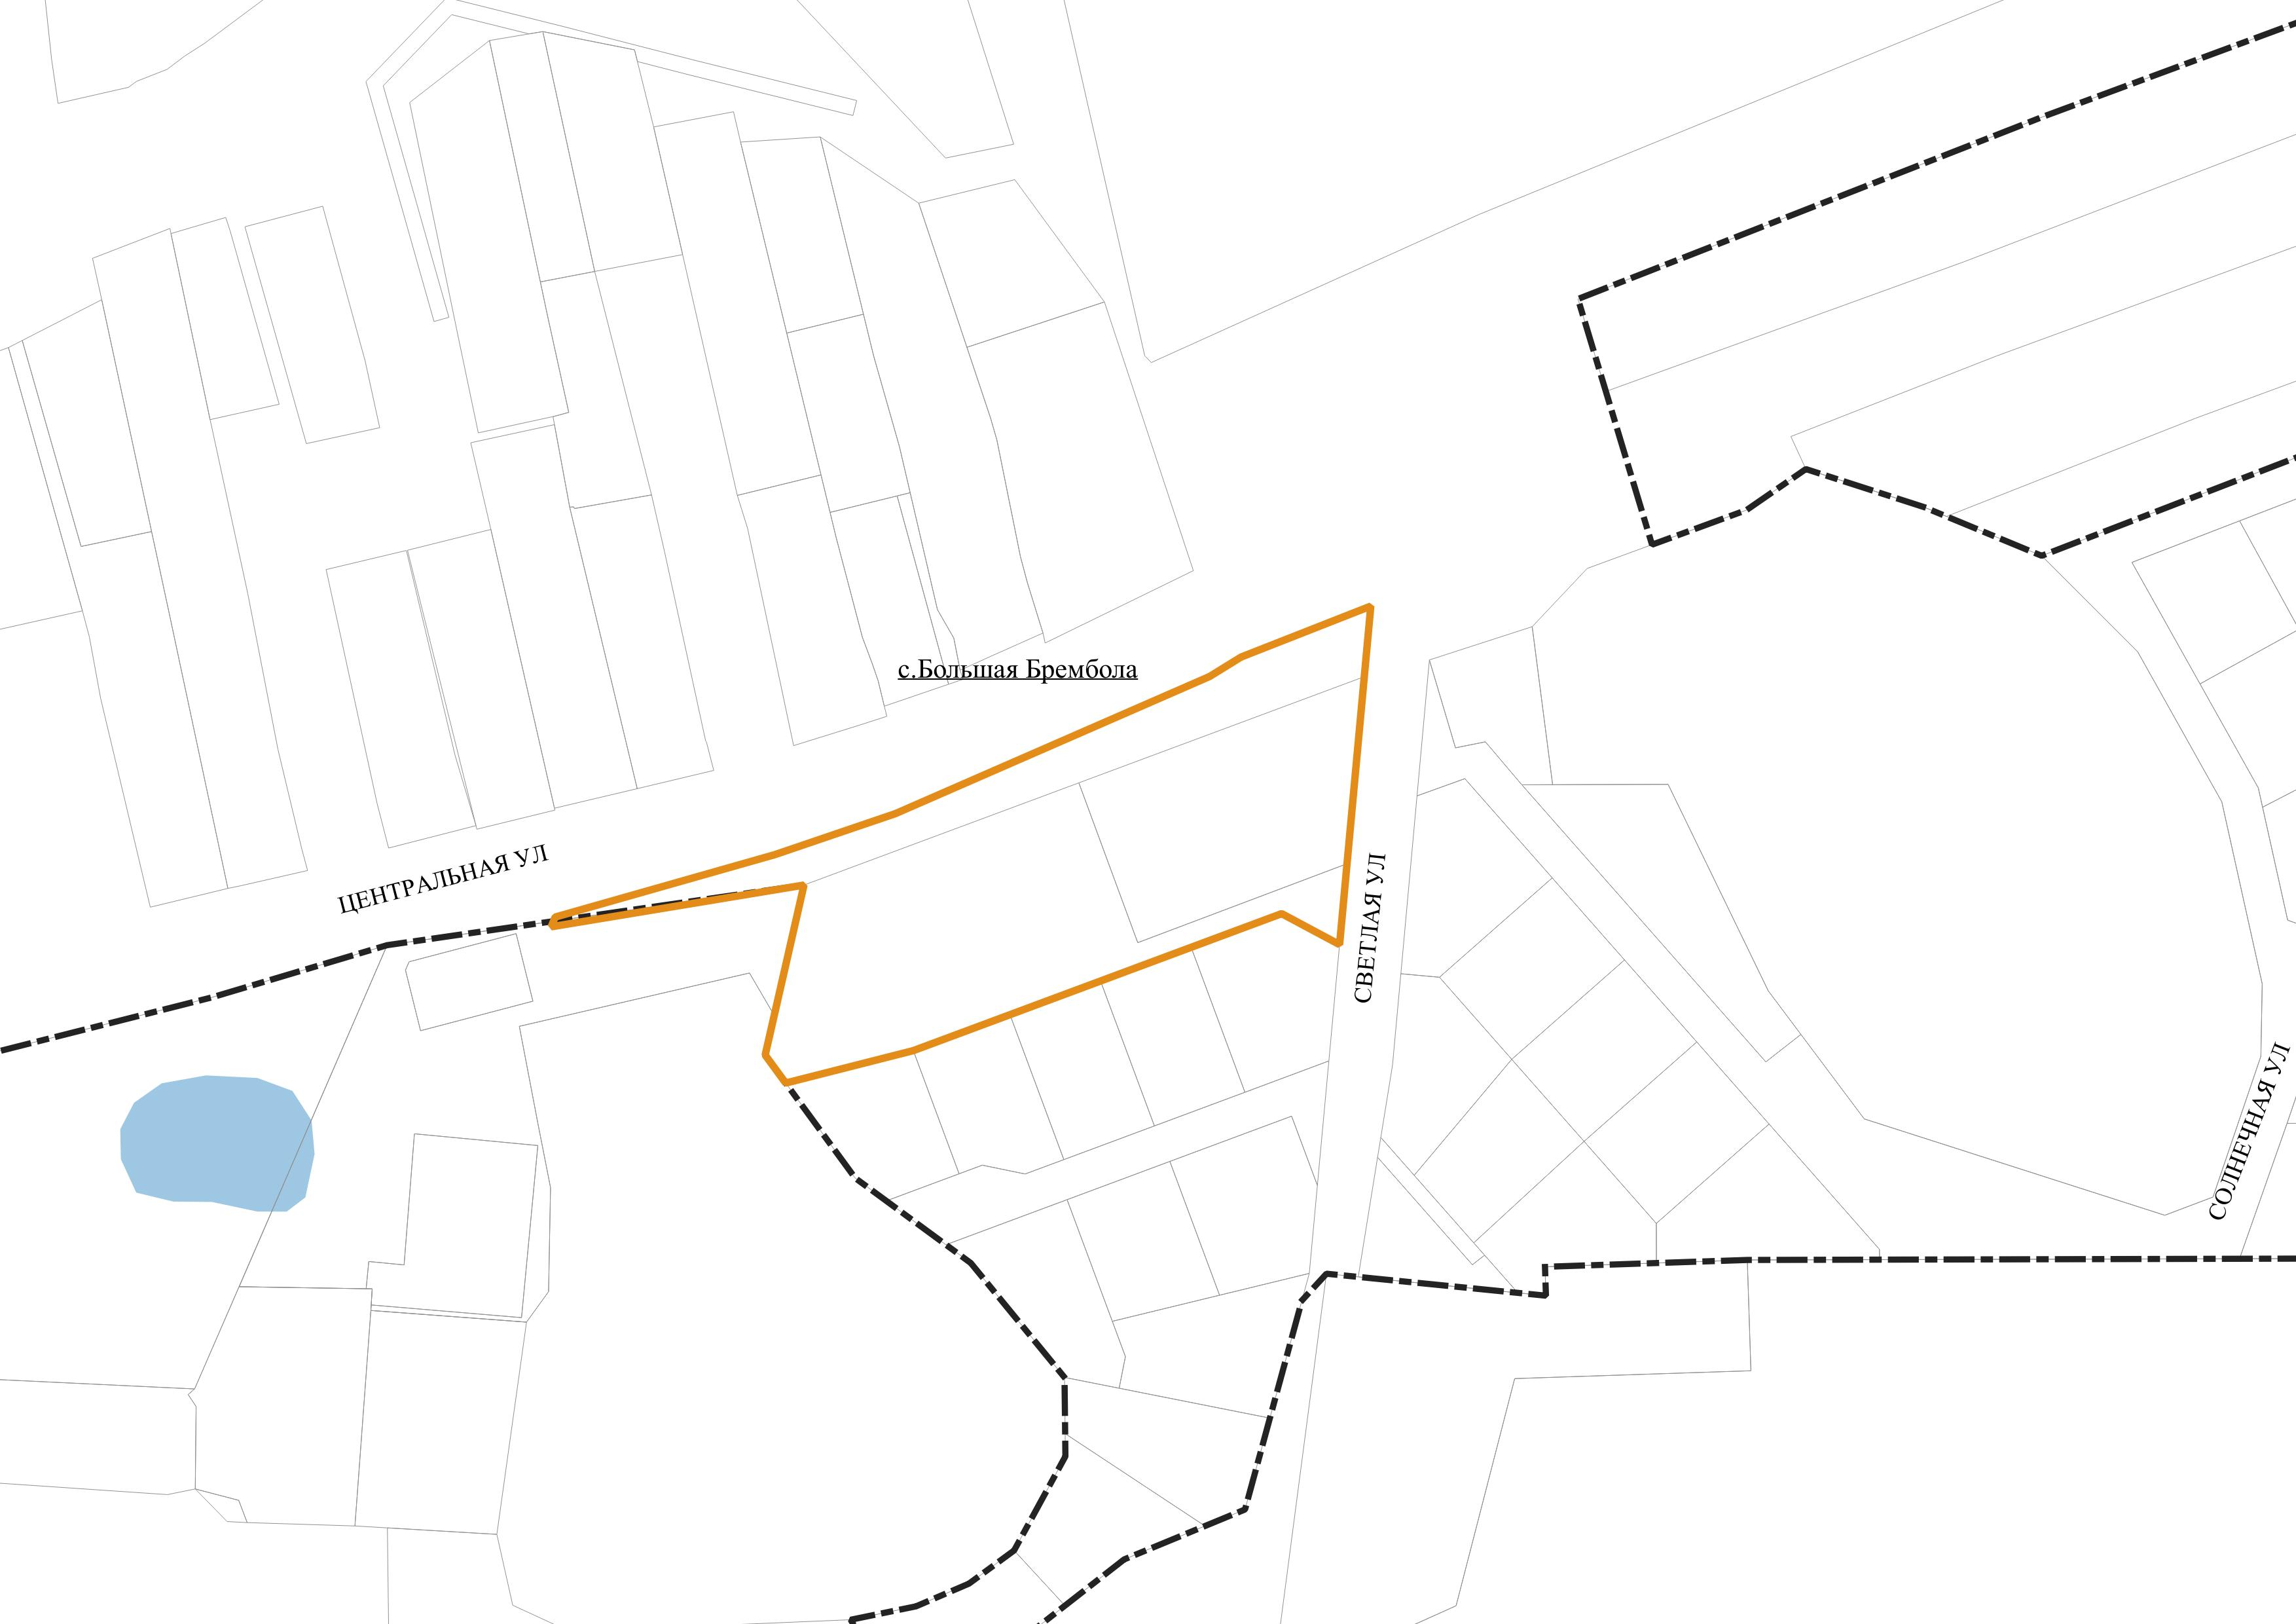 с.Большая Брембола
ЦЕНТРАЛЬНАЯ УЛ
СВЕТЛАЯ УЛ
СОЛНЕЧНАЯ УЛ